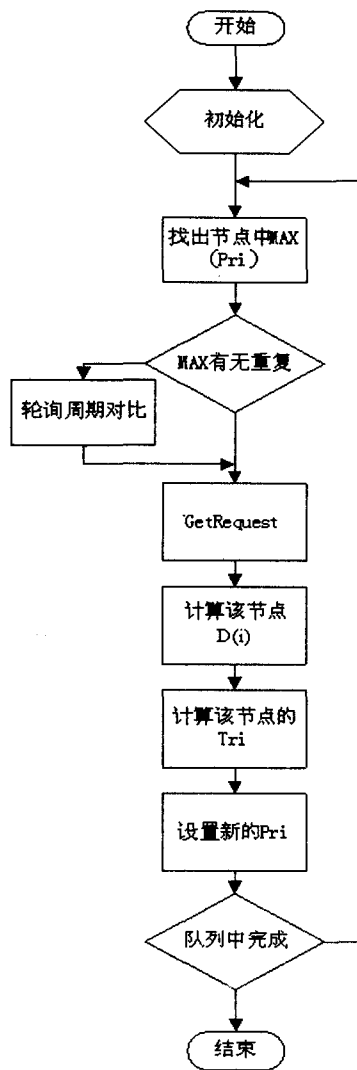 开始
初始化
找出节点中MAX
(Pri)
MAX有无重复
轮询周期对比
GetRequest
计算该节点
D(i)
计算该节点的
Tri
设置新的Pri
队列中完成
结束